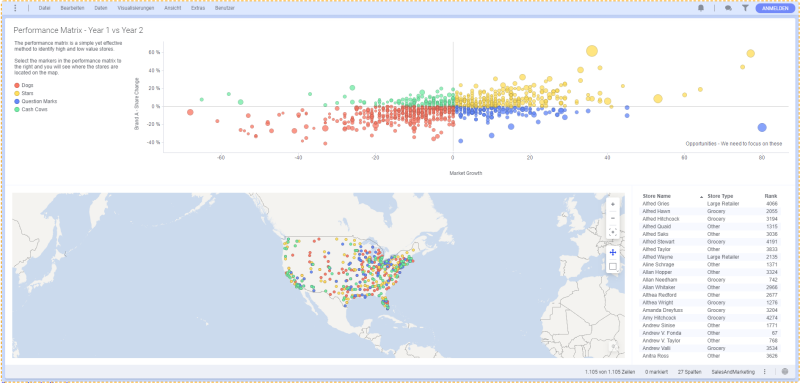 Datei Bearbeiten Daten Visualisierungen Ansicht Extras Benutzer ANMELDEN
Performance Matrix - Year 1 vs Year 2
The performance matrix is a simple yet effective
method to identify high and low value stores.
Select the markers in the performance matrix to
the right and you will see where the stores are
located on the map.
Dogs
Stars
Question Marks
Cash Cows
Brand A - Share Change
60 %
40 %
20 %
0 %
-20 %
-40 %
Opportunities - We need to focus on these
-60 -40 -20 0 20 40 60 80
Market Growth
Store Name Store Type Rank
Alfred Griec Large Retailer 4066
Alfred Hawn Grocery 2055
Alfred Hitchcock Grocery 3194
Alfred Quaid Other 1315
Alfred Sako Other 3036
Alfred Stewart Grocery 4191
Alfred Taylor Other 3833
Alfred Wayne Large Retailer 2135
Aline Schrage Other 1371
Allan Hopper Other 3324
Allan Needham Grocery 742
Allan Whitaker Other 2966
Althea Redford Other 2677
Althea Wright Grocery 1276
Amanda Dreyfuss Grocery 3204
Amy Hitchcock Grocery 4274
Andrew Sinise Other 1771
Andrew V. Fonda Other 97
Andrew V. Taylor Other 768
Andrew Valli Grocery 3534
Anita Ross Other 3626
1.105 von 1.105 Zeilen 0 markiert 27 Spalten SalesAndMarketing